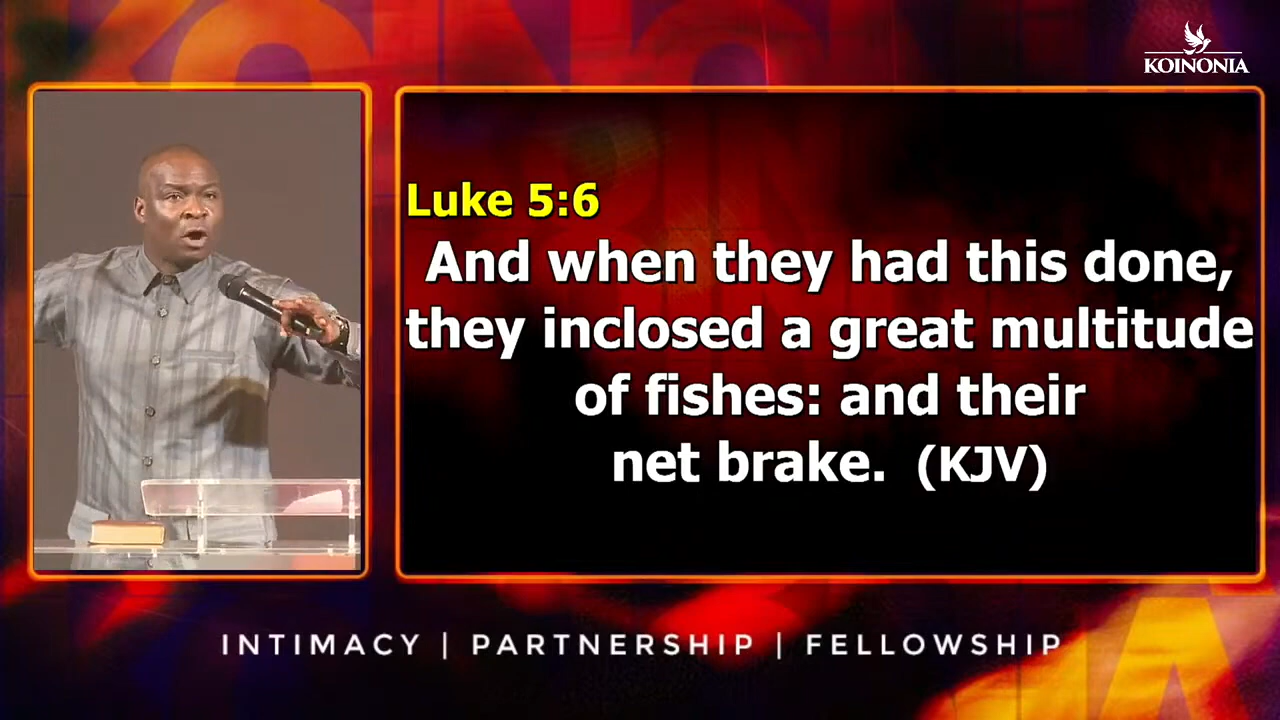 KOINONIA
Luke 5:6
And when they had this done,
they inclosed a great multitude
of fishes: and their
net brake. (KJV)
INTIMACY | PARTNERSHIP | FELLOWSHIP